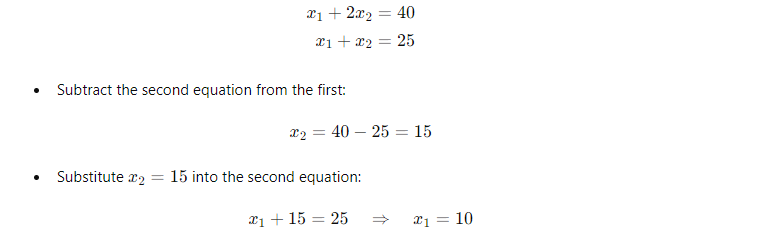 x₁ + 2x₂ = 40
x₁ + x₂ = 25
• Subtract the second equation from the first:
x₂ = 40 − 25 = 15
• Substitute x₂ = 15 into the second equation:
x₁ + 15 = 25 ⇒ x₁ = 10